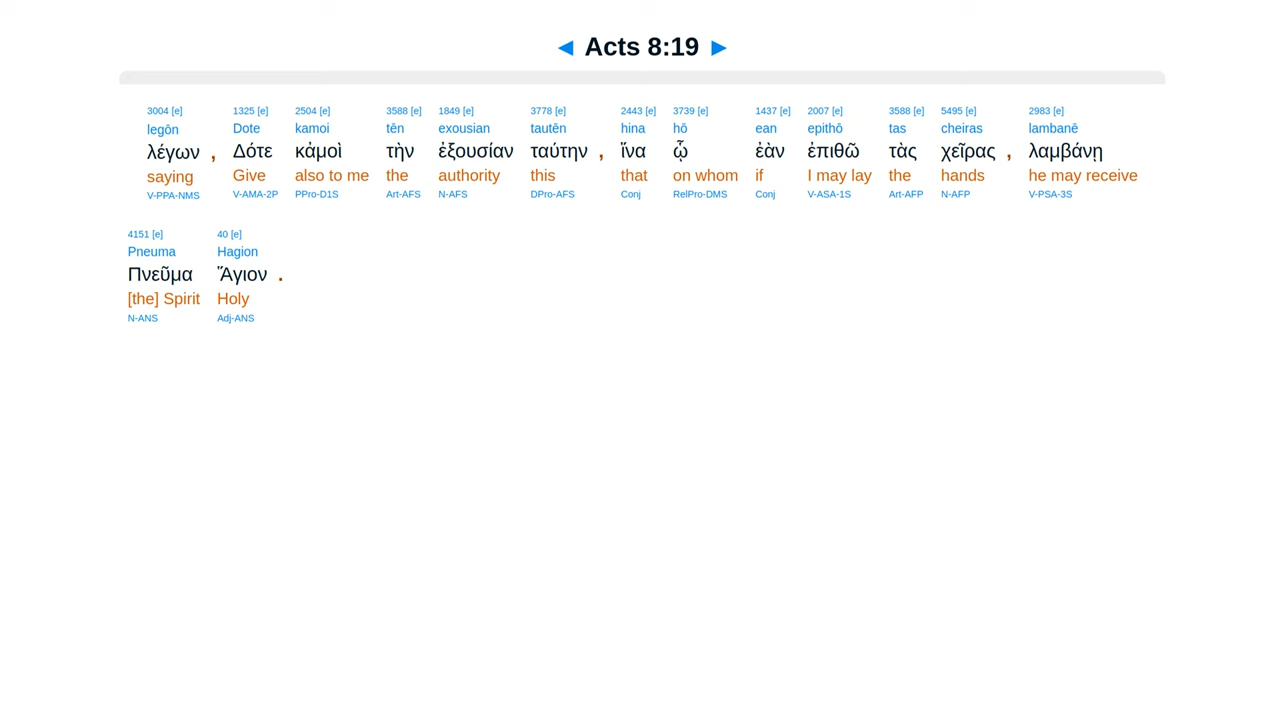 ◄ Acts 8:19 ►
3004 [e] 1325 [e] 2504 [e] 3588 [e] 1849 [e] 3778 [e] 2443 [e] 3739 [e] 1437 [e] 2007 [e] 3588 [e] 5495 [e] 2983 [e]
legōn Dote kamoi tēn exousian tautēn hina hō ean epithō tas cheiras lambanē
λέγων , Δότε κἀμοὶ τὴν ἐξουσίαν ταύτην , ἵνα ᾧ ἐὰν ἐπιθῶ τὰς χεῖρας , λαμβάνῃ
saying Give also to me the authority this that on whom if I may lay the hands he may receive
V-PPA-NMS V-AMA-2P PPro-D1S Art-AFS N-AFS DPro-AFS Conj RelPro-DMS Conj V-ASA-1S Art-AFP N-AFP V-PSA-3S
4151 [e] 40 [e]
Pneuma Hagion
Πνεῦμα Ἅγιον .
[the] Spirit Holy
N-ANS Adj-ANS